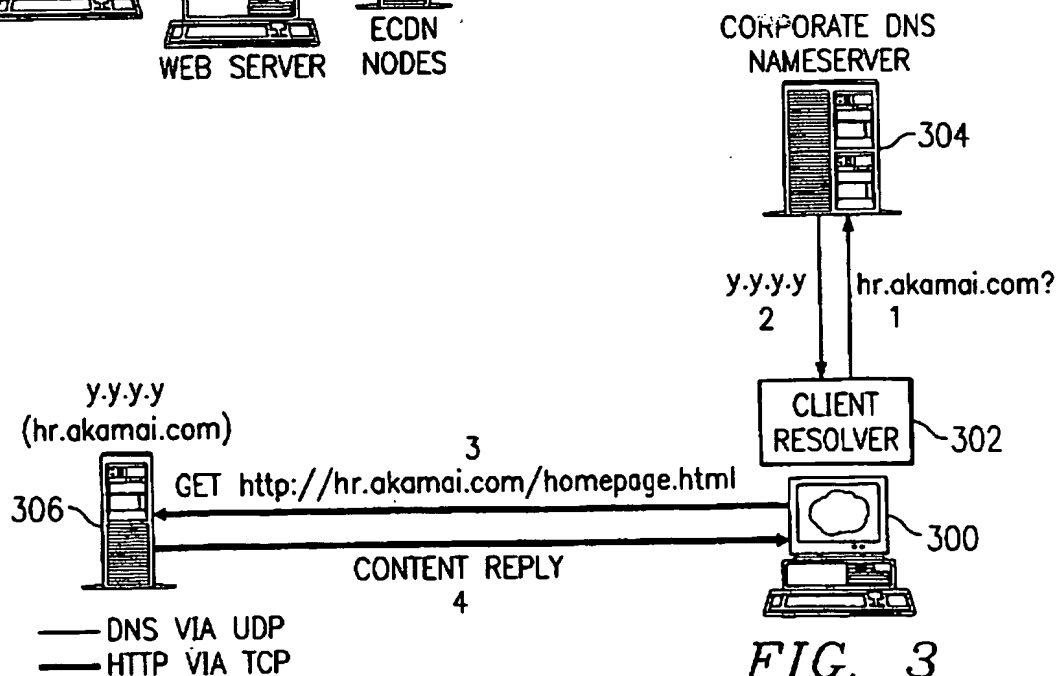 WEB SERVER
ECDN
NODES
CORPORATE DNS
NAMESERVER
304
y.y.y.y
2
hr.akamai.com?
1
CLIENT
RESOLVER
302
y.y.y.y
(hr.akamai.com)
306
3
GET http://hr.akamai.com/homepage.html
300
CONTENT REPLY
4
DNS VIA UDP
HTTP VIA TCP
FIG. 3